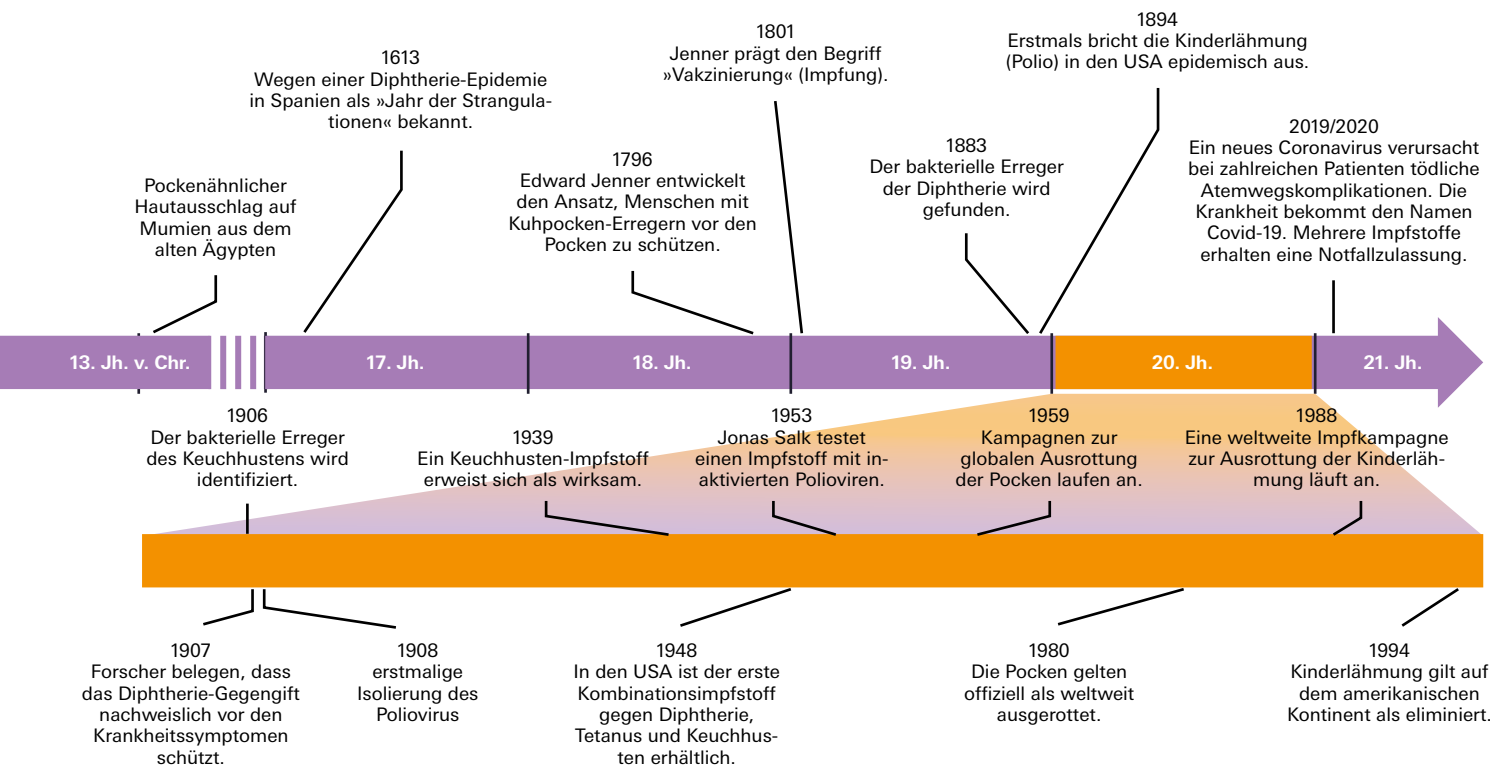 1613
Wegen einer Diphtherie-Epidemie
in Spanien als »Jahr der Strangula-
tionen« bekannt.
1801
Jenner prägt den Begriff
»Vakzinierung« (Impfung).
1894
Erstmals bricht die Kinderlähmung
(Polio) in den USA epidemisch aus.
Pockenähnlicher
Hautausschlag auf
Mumien aus dem
alten Ägypten
1796
Edward Jenner entwickelt
den Ansatz, Menschen mit
Kuhpocken-Erregern vor den
Pocken zu schützen.
1883
Der bakterielle Erreger
der Diphtherie wird
gefunden.
2019/2020
Ein neues Coronavirus verursacht
bei zahlreichen Patienten tödliche
Atemwegskomplikationen. Die
Krankheit bekommt den Namen
Covid-19. Mehrere Impfstoffe
erhalten eine Notfallzulassung.
13. Jh. v. Chr.
17. Jh.
18. Jh.
19. Jh.
20. Jh.
21. Jh.
1906
Der bakterielle Erreger
des Keuchhustens wird
identifiziert.
1939
Ein Keuchhusten-Impfstoff
erweist sich als wirksam.
1953
Jonas Salk testet
einen Impfstoff mit in-
aktivierten Polioviren.
1959
Kampagnen zur
globalen Ausrottung
der Pocken laufen an.
1988
Eine weltweite Impfkampagne
zur Ausrottung der Kinderläh-
mung läuft an.
1907
Forscher belegen, dass
das Diphtherie-Gegengift
nachweislich vor den
Krankheitssymptomen
schützt.
1908
erstmalige
Isolierung des
Poliovirus
1948
In den USA ist der erste
Kombinationsimpfstoff
gegen Diphtherie,
Tetanus und Keuchhus-
ten erhältlich.
1980
Die Pocken gelten
offiziell als weltweit
ausgerottet.
1994
Kinderlähmung gilt auf
dem amerikanischen
Kontinent als eliminiert.